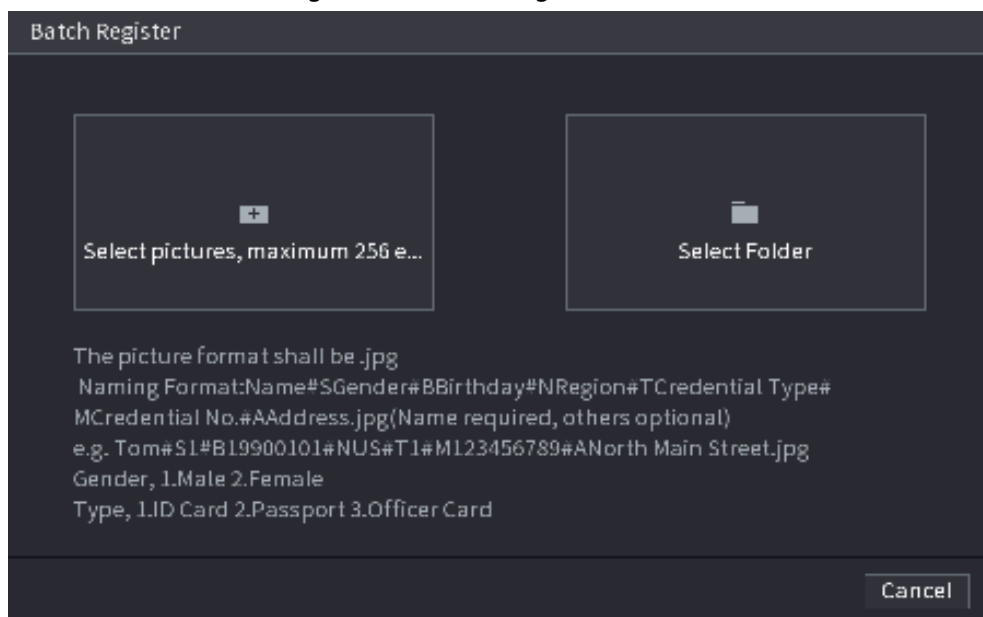 Batch Register
Select pictures, maximum 256 e...
Select Folder
The picture format shall be .jpg
Naming Format:Name#SGender#BBirthday#NRegion#TCredential Type#
MCredential No.#AAddress.jpg(Name required, others optional)
e.g. Tom#S1#B19900101#NUS#T1#M123456789#ANorth Main Street.jpg
Gender, 1.Male 2.Female
Type, 1.ID Card 2.Passport 3.Officer Card
Cancel